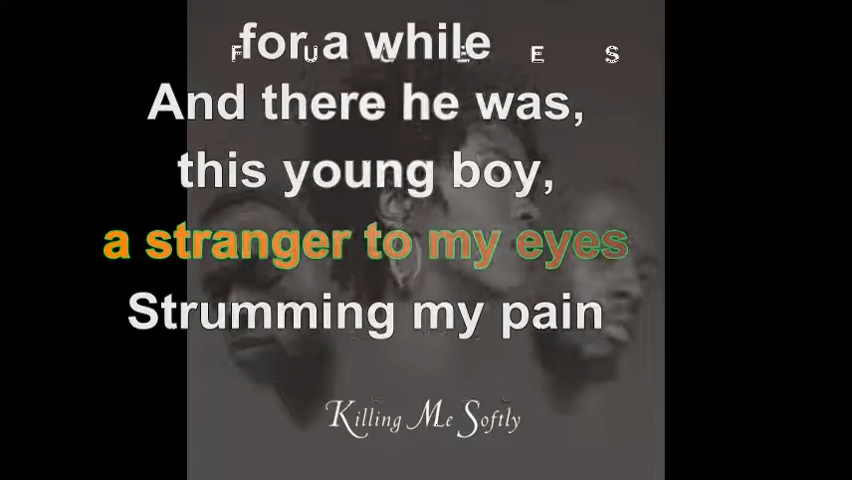 for a while
FUGEES
And there he was,
this young boy,
a stranger to my eyes
Strumming my pain
Killing Me Softly